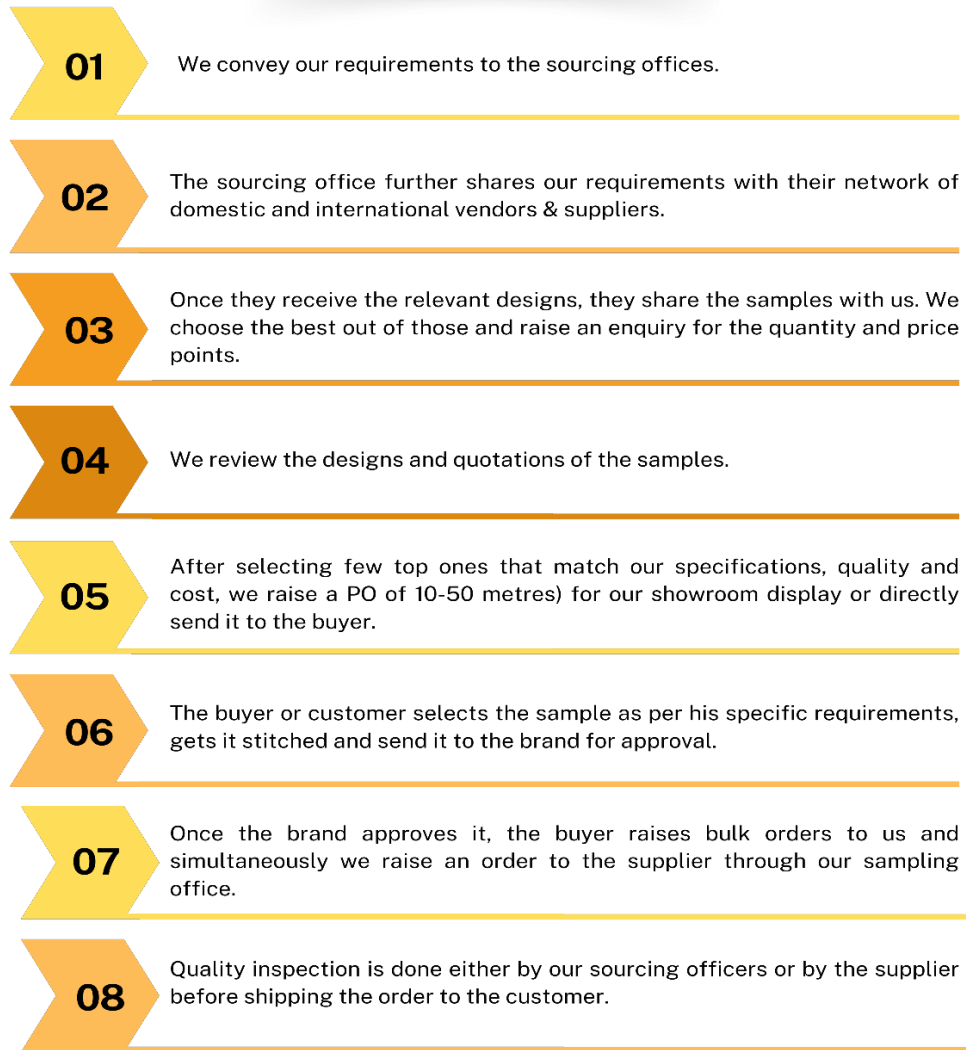 01
We convey our requirements to the sourcing offices.
02
The sourcing office further shares our requirements with their network of
domestic and international vendors & suppliers.
03
Once they receive the relevant designs, they share the samples with us. We
choose the best out of those and raise an enquiry for the quantity and price
points.
04
We review the designs and quotations of the samples.
05
After selecting few top ones that match our specifications, quality and
cost, we raise a PO of 10-50 metres) for our showroom display or directly
send it to the buyer.
06
The buyer or customer selects the sample as per his specific requirements,
gets it stitched and send it to the brand for approval.
07
Once the brand approves it, the buyer raises bulk orders to us and
simultaneously we raise an order to the supplier through our sampling
office.
08
Quality inspection is done either by our sourcing officers or by the supplier
before shipping the order to the customer.